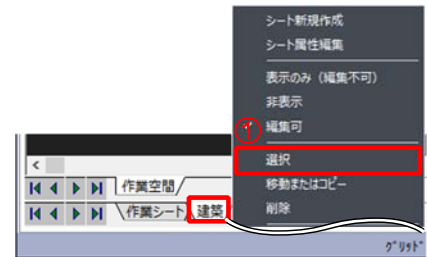 シート新規作成
シート属性編集
表示のみ（編集不可）
非表示
① 編集可
選択
移動またはコピー
削除
作業空間
作業シート 建築
グリッド